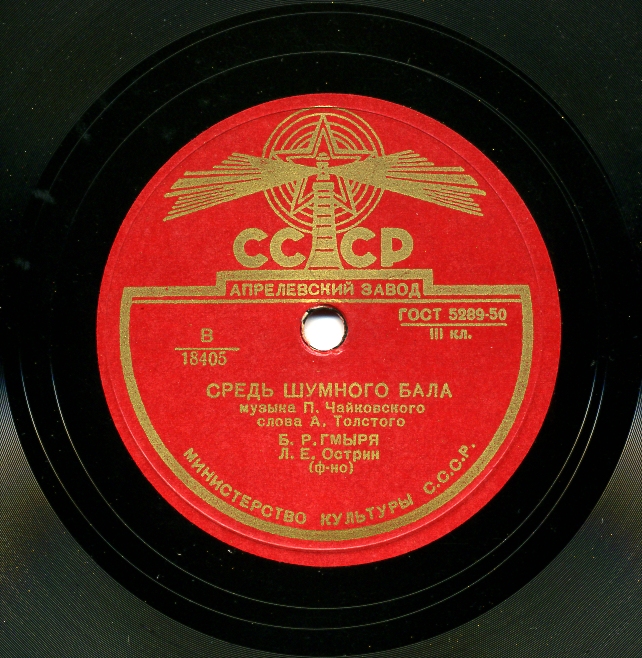 СССР
АПРЕЛЕВСКИЙ ЗАВОД
ГОСТ 5289-50
III кл.
В
18405
СРЕДЬ ШУМНОГО БАЛА
музыка П. Чайковского
слова А. Толстого
Б. Р. ГМЫРЯ
Л. Е. Острин
(ф-но)
МИНИСТЕРСТВО КУЛЬТУРЫ С.С.С.Р.